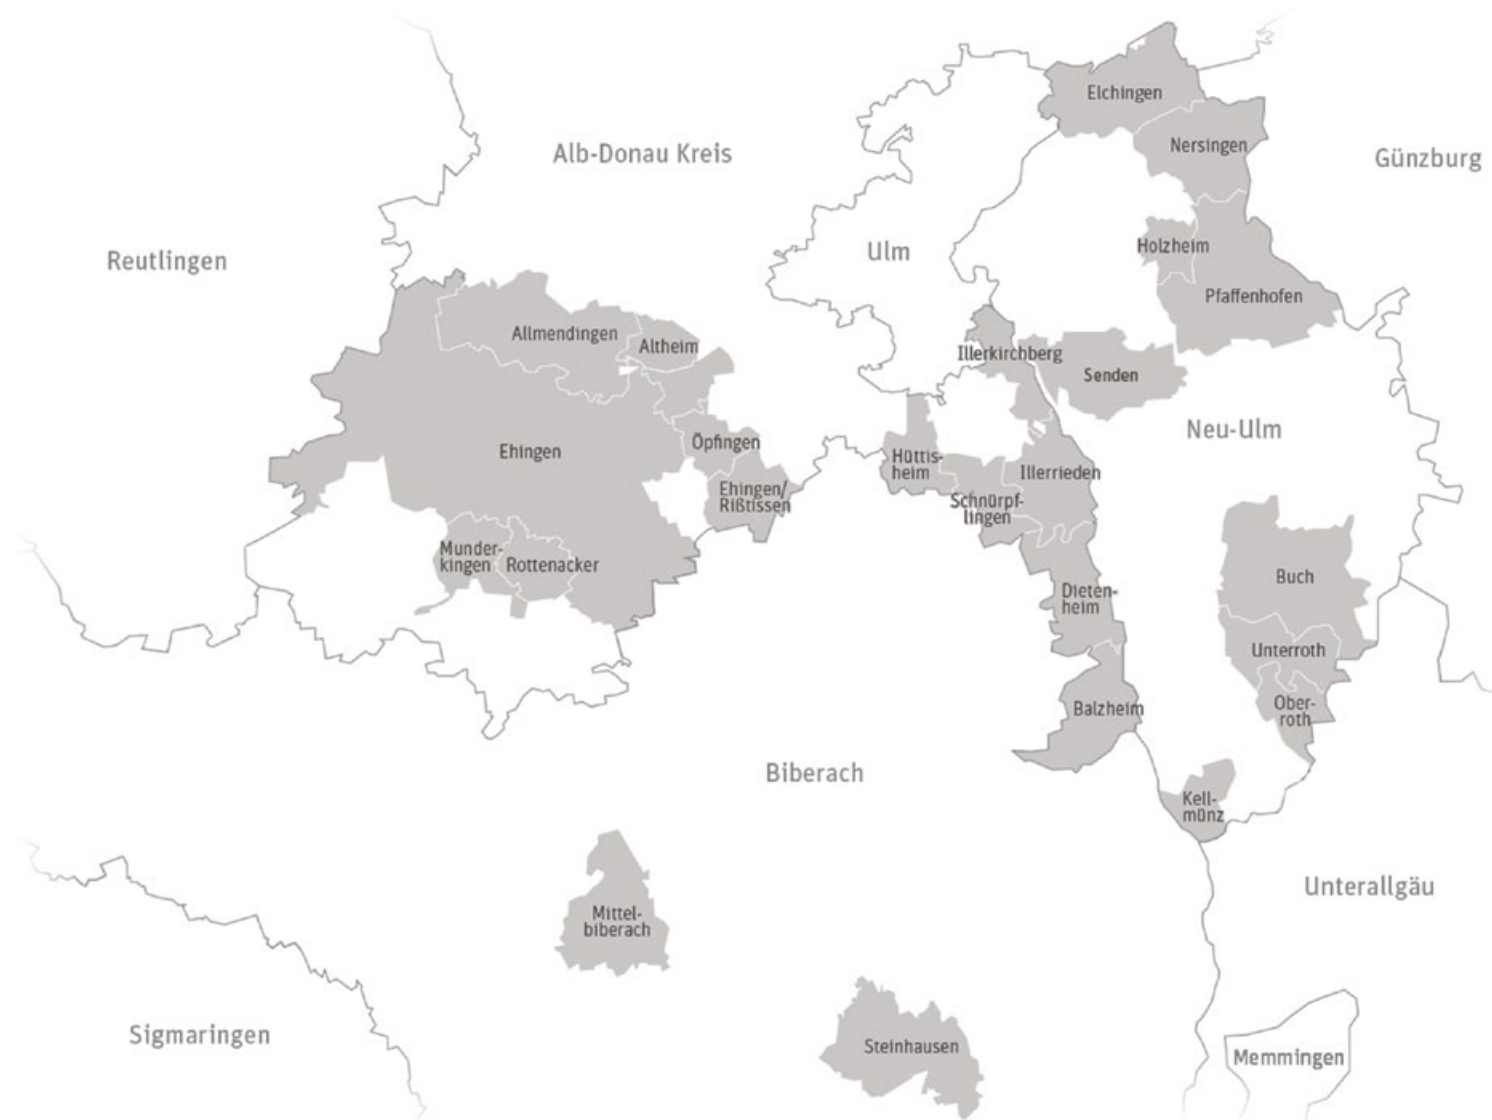 Elchingen
Nersingen
Alb-Donau Kreis
Günzburg
Reutlingen
Ulm
Holzheim
Pfaffenhofen
Allmendingen
Altheim
Illerkirchberg
Senden
Neu-Ulm
Ehingen
Öpfingen
Hüttis-
heim
Illerrieden
Ehingen/
Rißtissen
Schnürpf-
lingen
Munder-
kingen
Rottenacker
Buch
Dieten-
heim
Unterroth
Balzheim
Ober-
roth
Biberach
Kell-
münz
Unterallgäu
Mittel-
biberach
Sigmaringen
Steinhausen
Memmingen